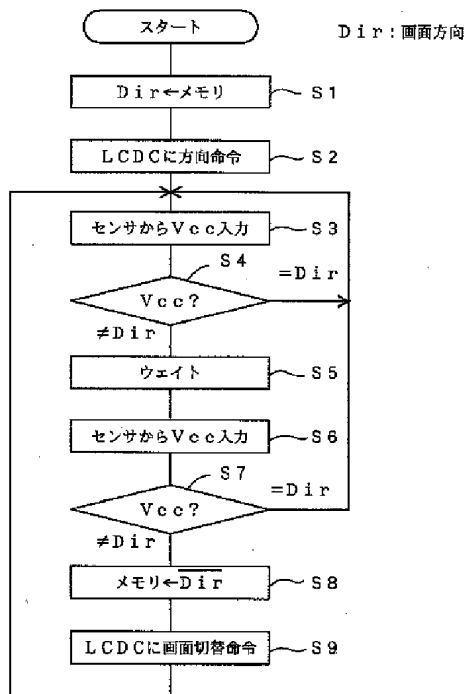 スタート
Dir:画面方向
Dir←メモリ
S1
LCDCに方向命令
S2
センサからVcc入力
S3
S4
=Dir
Vcc?
≠Dir
ウェイト
S5
センサからVcc入力
S6
S7
=Dir
Vcc?
≠Dir
メモリ←D̅i̅r̅
S8
LCDCに画面切替命令
S9